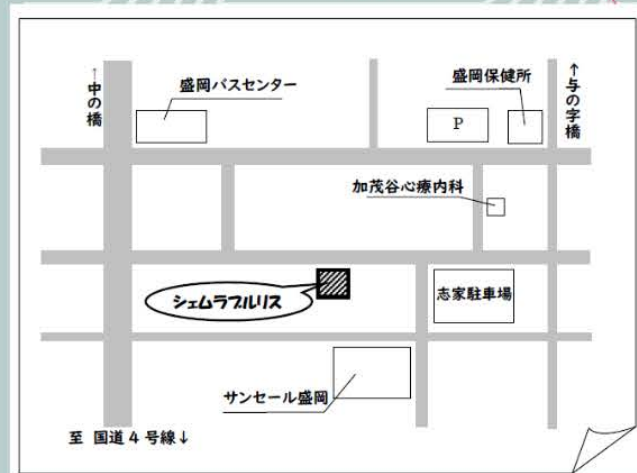 ↑中の橋
盛岡バスセンター
盛岡保健所
↑与の字橋
P
加茂谷心療内科
シェムラブルリス
志家駐車場
サンセール盛岡
至 国道4号線↓